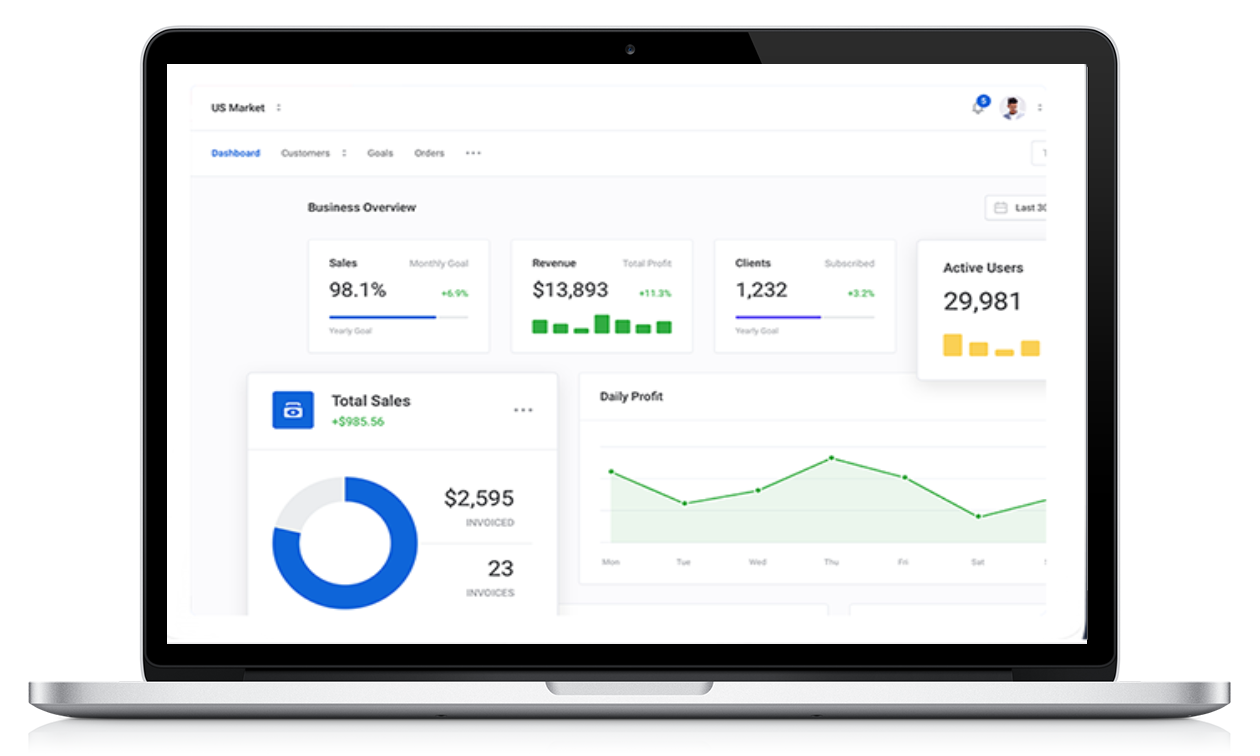 US Market
5
Dashboard Customers Goals Orders
Business Overview
Last 30
Sales Monthly Goal
98.1% +6.9%
Yearly Goal
Revenue Total Profit
$13,893 +11.3%
Clients Subscribed
1,232 +3.2%
Yearly Goal
Active Users
29,981
Total Sales
+$985.56
$2,595
INVOICED
23
INVOICES
Daily Profit
Mon Tue Wed Thu Fri Sat